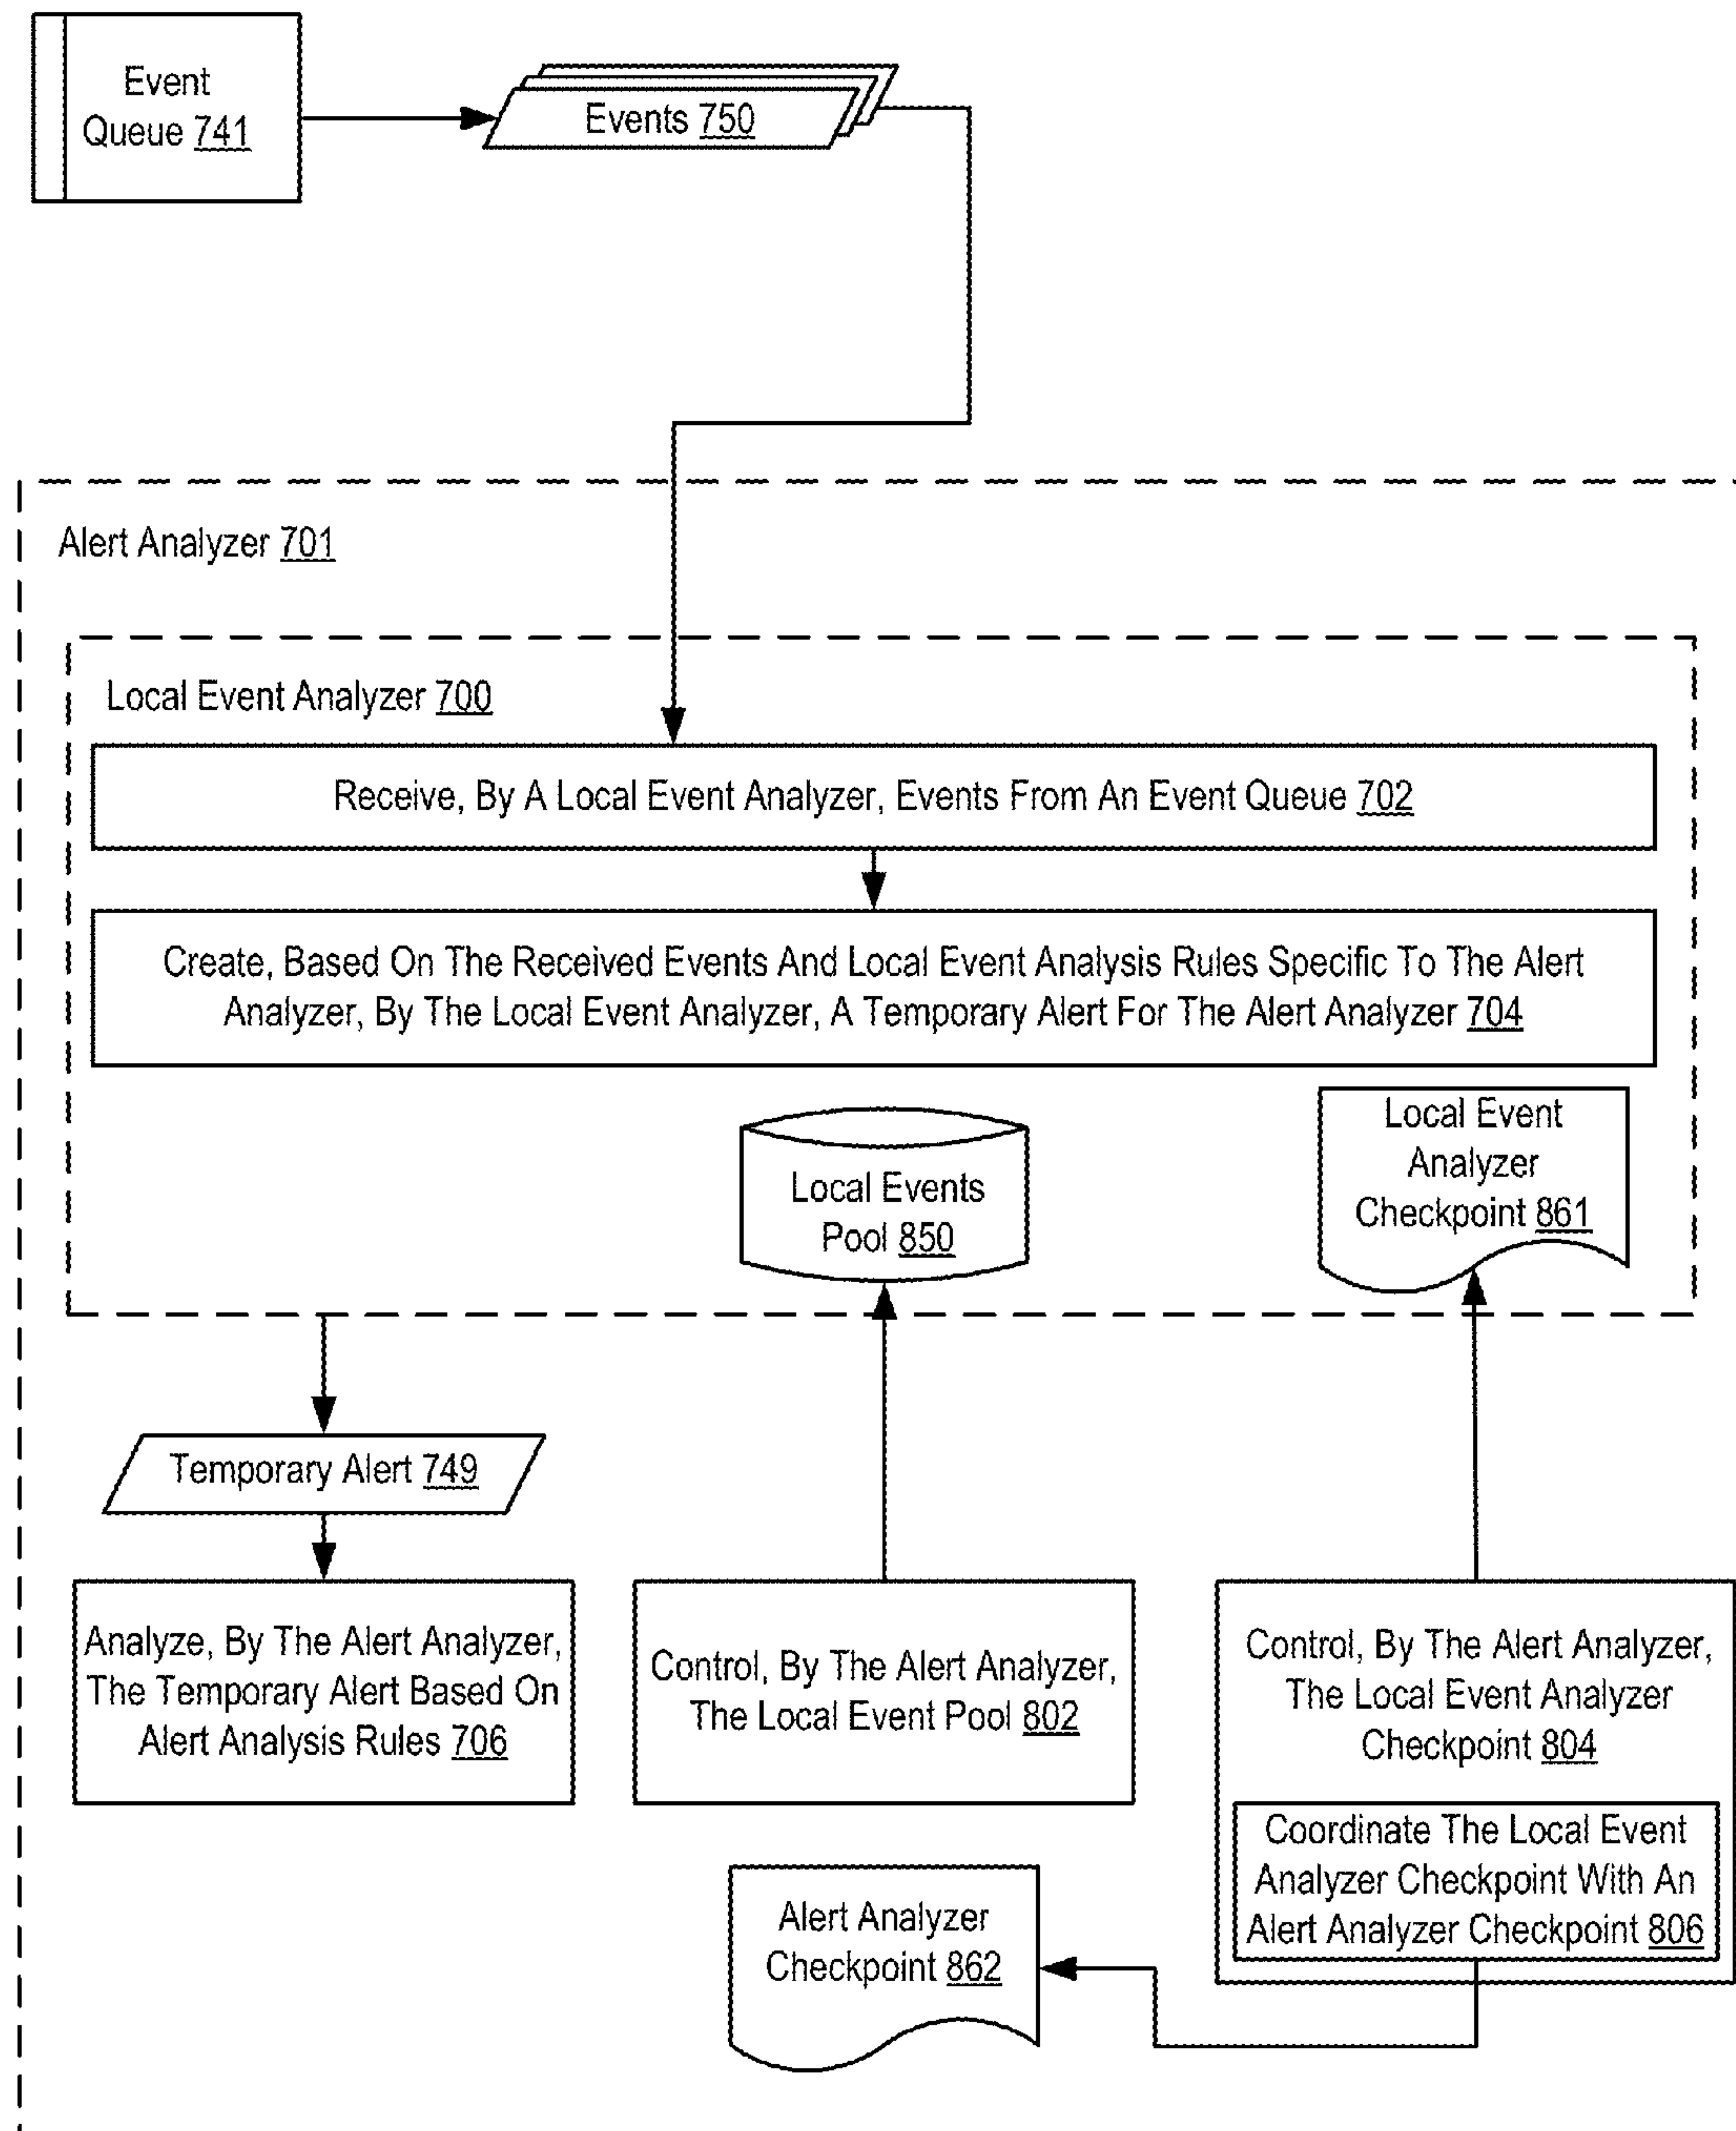 Event
Queue 741
Events 750
Alert Analyzer 701
Local Event Analyzer 700
Receive, By A Local Event Analyzer, Events From An Event Queue 702
Create, Based On The Received Events And Local Event Analysis Rules Specific To The Alert
Analyzer, By The Local Event Analyzer, A Temporary Alert For The Alert Analyzer 704
Local Events
Pool 850
Local Event
Analyzer
Checkpoint 861
Temporary Alert 749
Analyze, By The Alert Analyzer,
The Temporary Alert Based On
Alert Analysis Rules 706
Control, By The Alert Analyzer,
The Local Event Pool 802
Control, By The Alert Analyzer,
The Local Event Analyzer
Checkpoint 804
Coordinate The Local Event
Analyzer Checkpoint With An
Alert Analyzer Checkpoint 806
Alert Analyzer
Checkpoint 862